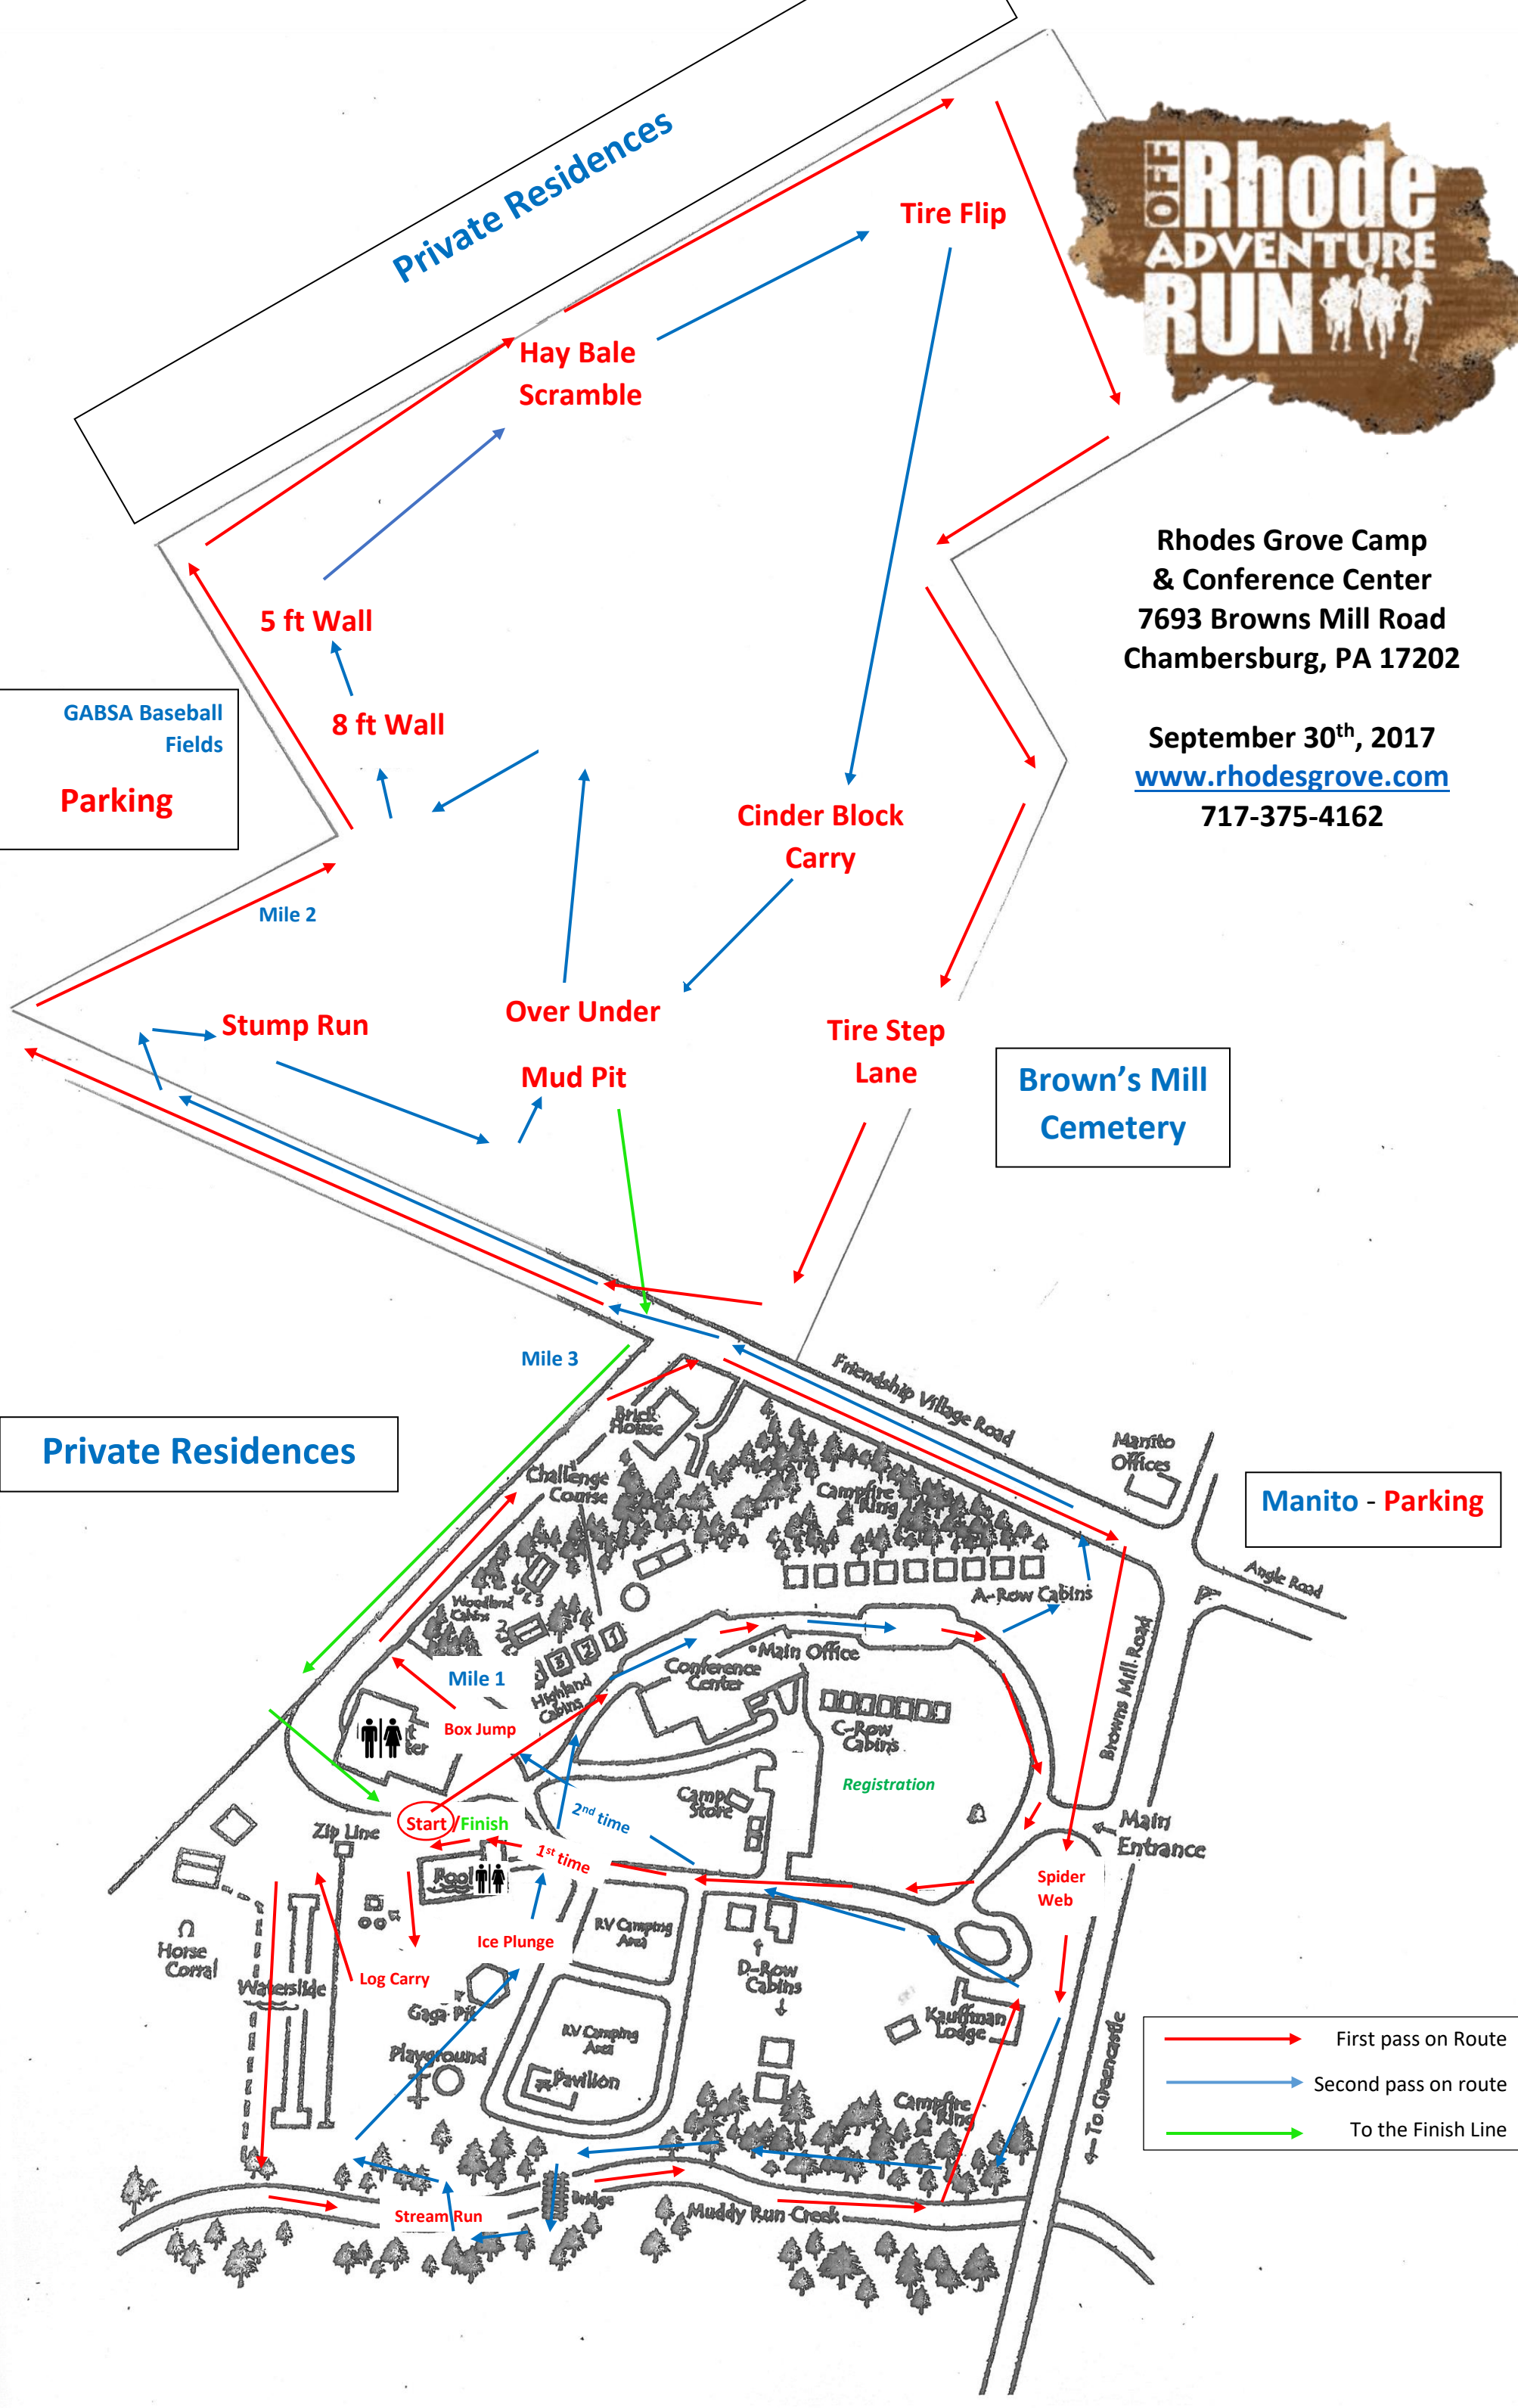 Private Residences
OFF
Rhode
ADVENTURE
RUN
Tire Flip
Hay Bale
Scramble
Rhodes Grove Camp
& Conference Center
7693 Browns Mill Road
Chambersburg, PA 17202
September 30th, 2017
www.rhodesgrove.com
717-375-4162
5 ft Wall
8 ft Wall
GABSA Baseball
Fields
Parking
Cinder Block
Carry
Mile 2
Stump Run
Over Under
Mud Pit
Tire Step
Lane
Brown's Mill
Cemetery
Mile 3
Friendship Village Road
Private Residences
Brick
House
Manito
Offices
Manito - Parking
Challenge
Course
Campfire
Ring
Angle Road
A-Row Cabins
Woodland
Cabins
3
2
1
Mile 1
Highland
Cabins
Main Office
Conference
Center
Browns Mill Road
Box Jump
C-Row
Cabins
Registration
Camp
Store
2nd time
Start/Finish
Zip Line
1st time
Main
Entrance
Pool
Spider
Web
RV Camping
Area
Ice Plunge
Horse
Corral
Log Carry
Waterslide
D-Row
Cabins
Gaga Pit
Kauffman
Lodge
RV Camping
Area
Playground
Pavilion
To Greencastle
First pass on Route
Second pass on route
To the Finish Line
Campfire
Ring
Bridge
Stream Run
Muddy Run Creek